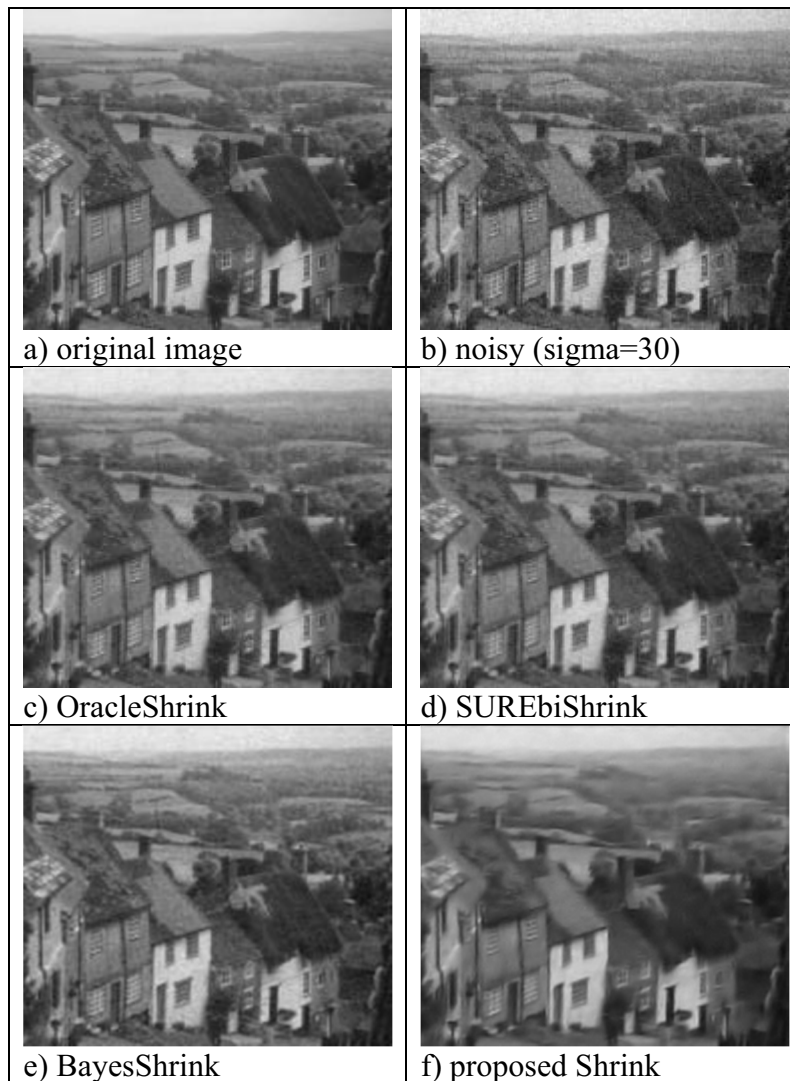 a) original image
b) noisy (sigma=30)
c) OracleShrink
d) SUREbiShrink
e) BayesShrink
f) proposed Shrink